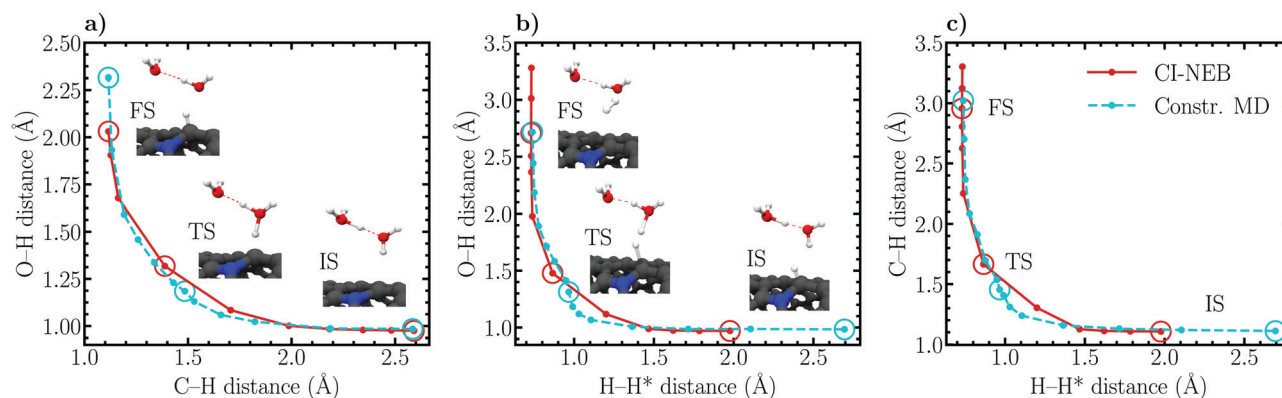 a)
2.50
2.25
2.00
1.75
1.50
1.25
1.00
O–H distance (Å)
FS
TS
IS
1.0
1.5
2.0
2.5
C–H distance (Å)
b)
3.5
3.0
2.5
2.0
1.5
1.0
O–H distance (Å)
FS
TS
IS
1.0
1.5
2.0
2.5
H–H* distance (Å)
c)
3.5
3.0
2.5
2.0
1.5
1.0
C–H distance (Å)
CI-NEB
Constr. MD
FS
TS
IS
1.0
1.5
2.0
2.5
H–H* distance (Å)